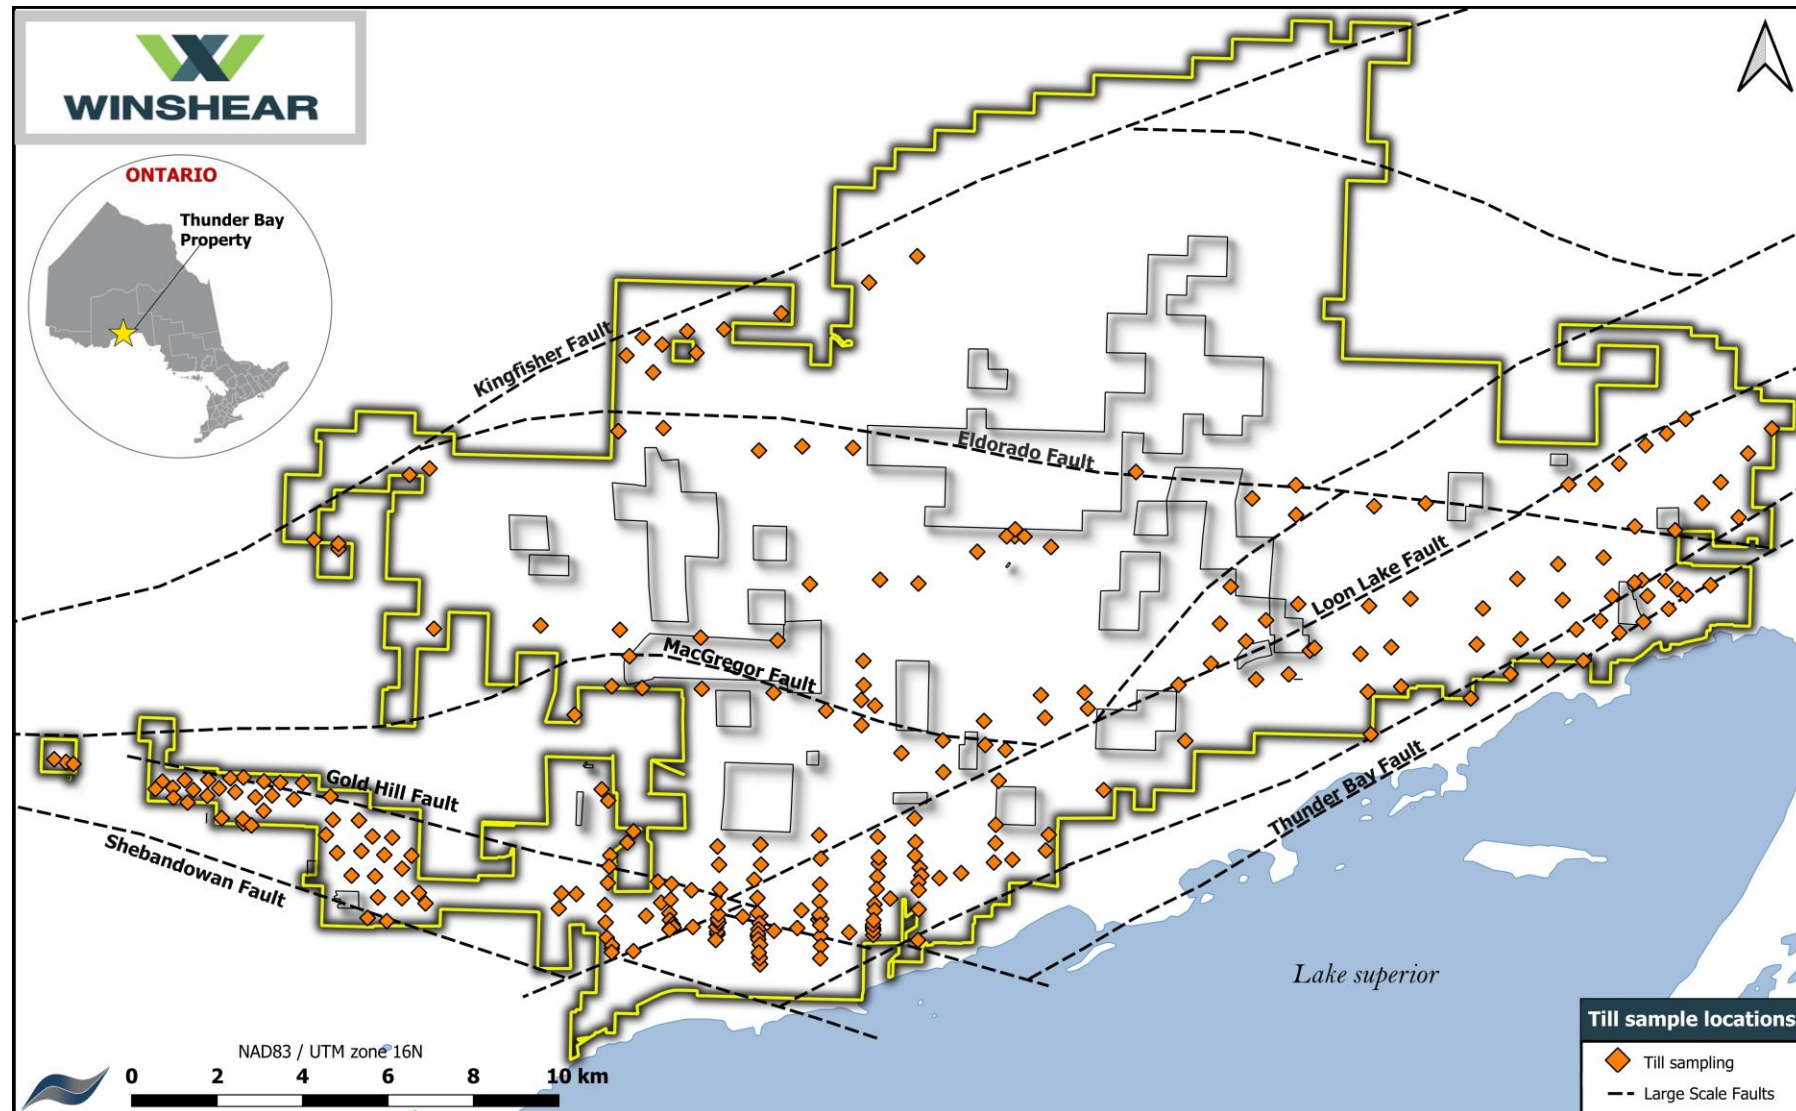 WINSHEAR
ONTARIO
Thunder Bay
Property
Kingfisher Fault
Eldorado Fault
Loon Lake Fault
MacGregor Fault
Gold Hill Fault
Thunder Bay Fault
Shebandowan Fault
Lake superior
NAD83 / UTM zone 16N
0 2 4 6 8 10 km
Till sample locations
Till sampling
Large Scale Faults